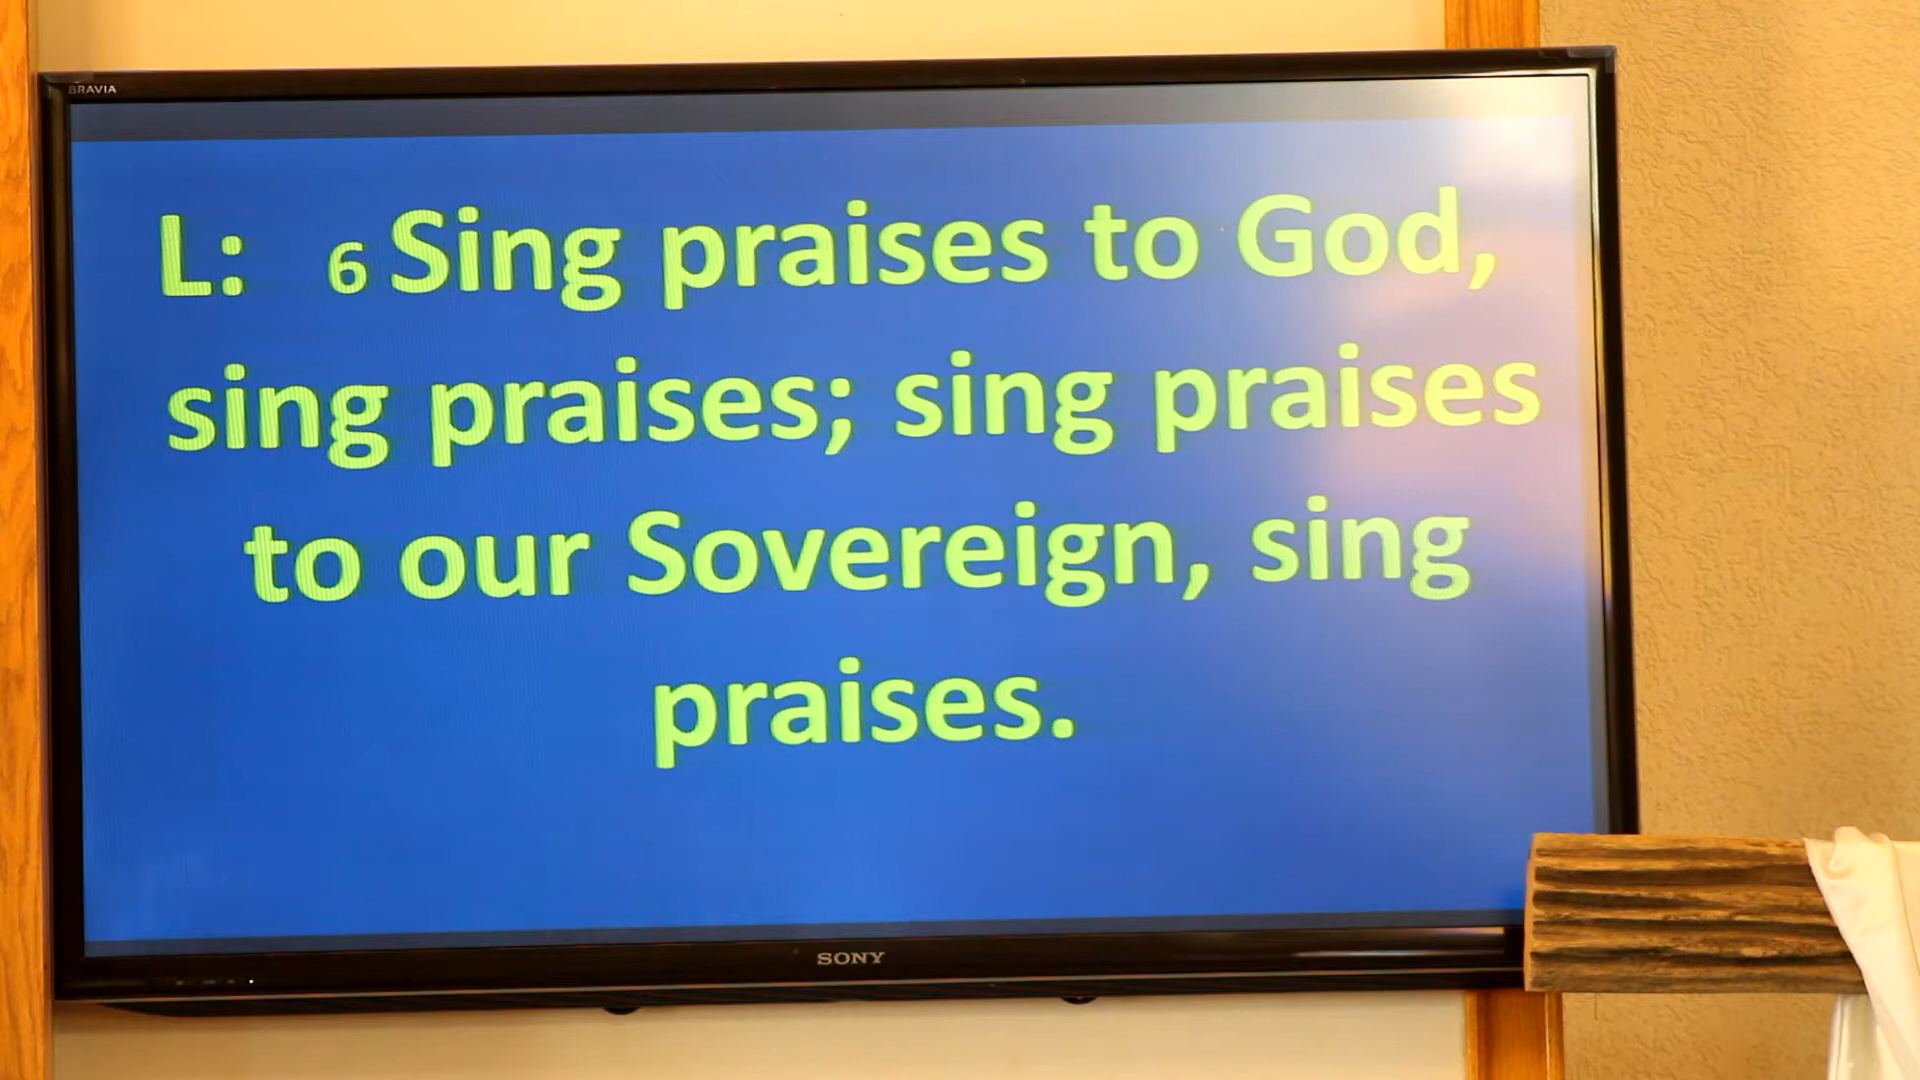 BRAVIA
L: 6 Sing praises to God,
sing praises; sing praises
to our Sovereign, sing
praises.
SONY